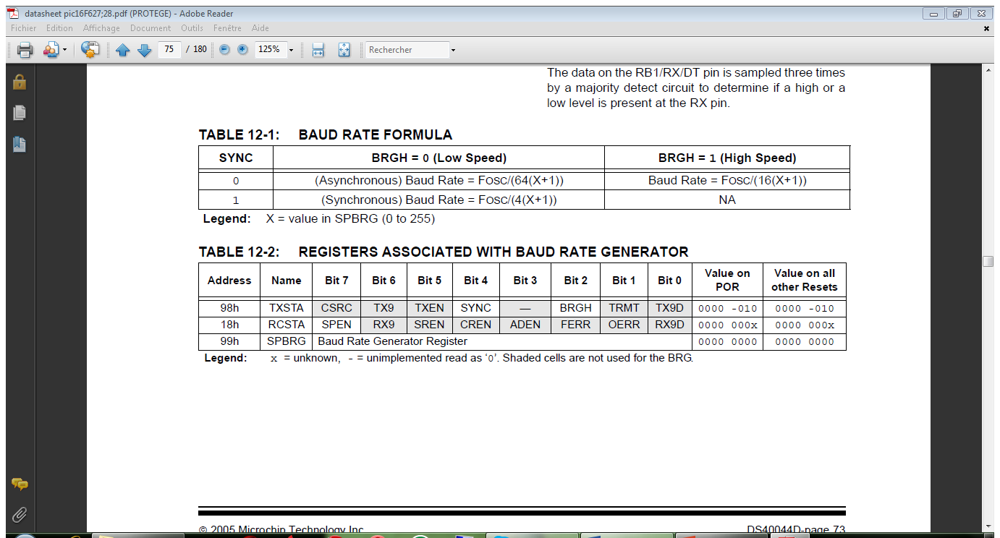 datasheet pic16F627;28.pdf (PROTEGE) - Adobe Reader
Fichier Edition Affichage Document Outils Fenêtre Aide
75 / 180 125% Rechercher
The data on the RB1/RX/DT pin is sampled three times
by a majority detect circuit to determine if a high or a
low level is present at the RX pin.
TABLE 12-1: BAUD RATE FORMULA
SYNC BRGH = 0 (Low Speed) BRGH = 1 (High Speed)
0 (Asynchronous) Baud Rate = FOSC/(64(X+1)) Baud Rate = FOSC/(16(X+1))
1 (Synchronous) Baud Rate = FOSC/(4(X+1)) NA
Legend: X = value in SPBRG (0 to 255)
TABLE 12-2: REGISTERS ASSOCIATED WITH BAUD RATE GENERATOR
Address Name Bit 7 Bit 6 Bit 5 Bit 4 Bit 3 Bit 2 Bit 1 Bit 0 Value on POR Value on all other Resets
98h TXSTA CSRC TX9 TXEN SYNC — BRGH TRMT TX9D 0000 -010 0000 -010
18h RCSTA SPEN RX9 SREN CREN ADEN FERR OERR RX9D 0000 000x 0000 000x
99h SPBRG Baud Rate Generator Register 0000 0000 0000 0000
Legend: x = unknown, - = unimplemented read as ‘0’. Shaded cells are not used for the BRG.
© 2005 Microchip Technology Inc. DS40044D-page 73